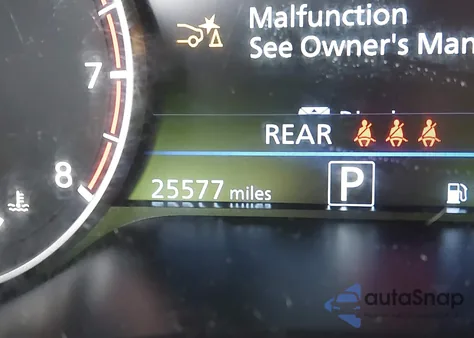 Malfunction
See Owner's Man
7
REAR
8
25577 miles
P
autoSnap